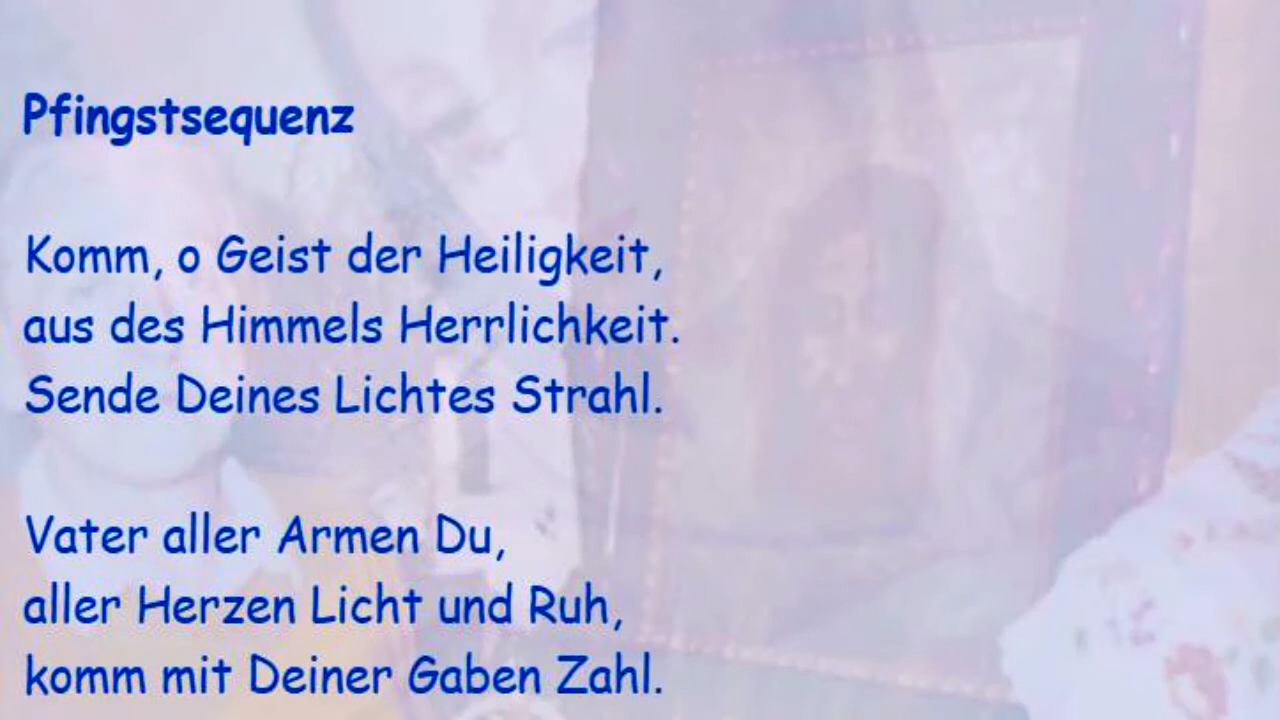 Pfingstsequenz
Komm, o Geist der Heiligkeit,
aus des Himmels Herrlichkeit.
Sende Deines Lichtes Strahl.
Vater aller Armen Du,
aller Herzen Licht und Ruh,
komm mit Deiner Gaben Zahl.